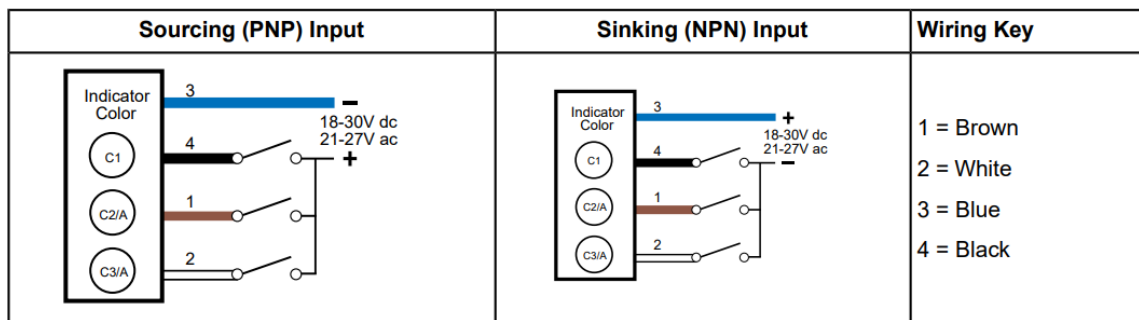 Sourcing (PNP) Input
Sinking (NPN) Input
Wiring Key
Indicator
Color
3
−
18-30V dc
21-27V ac
4
+
C1
1
C2/A
2
C3/A
Indicator
Color
3
+
18-30V dc
21-27V ac
4
−
C1
1
C2/A
2
C3/A
1 = Brown
2 = White
3 = Blue
4 = Black